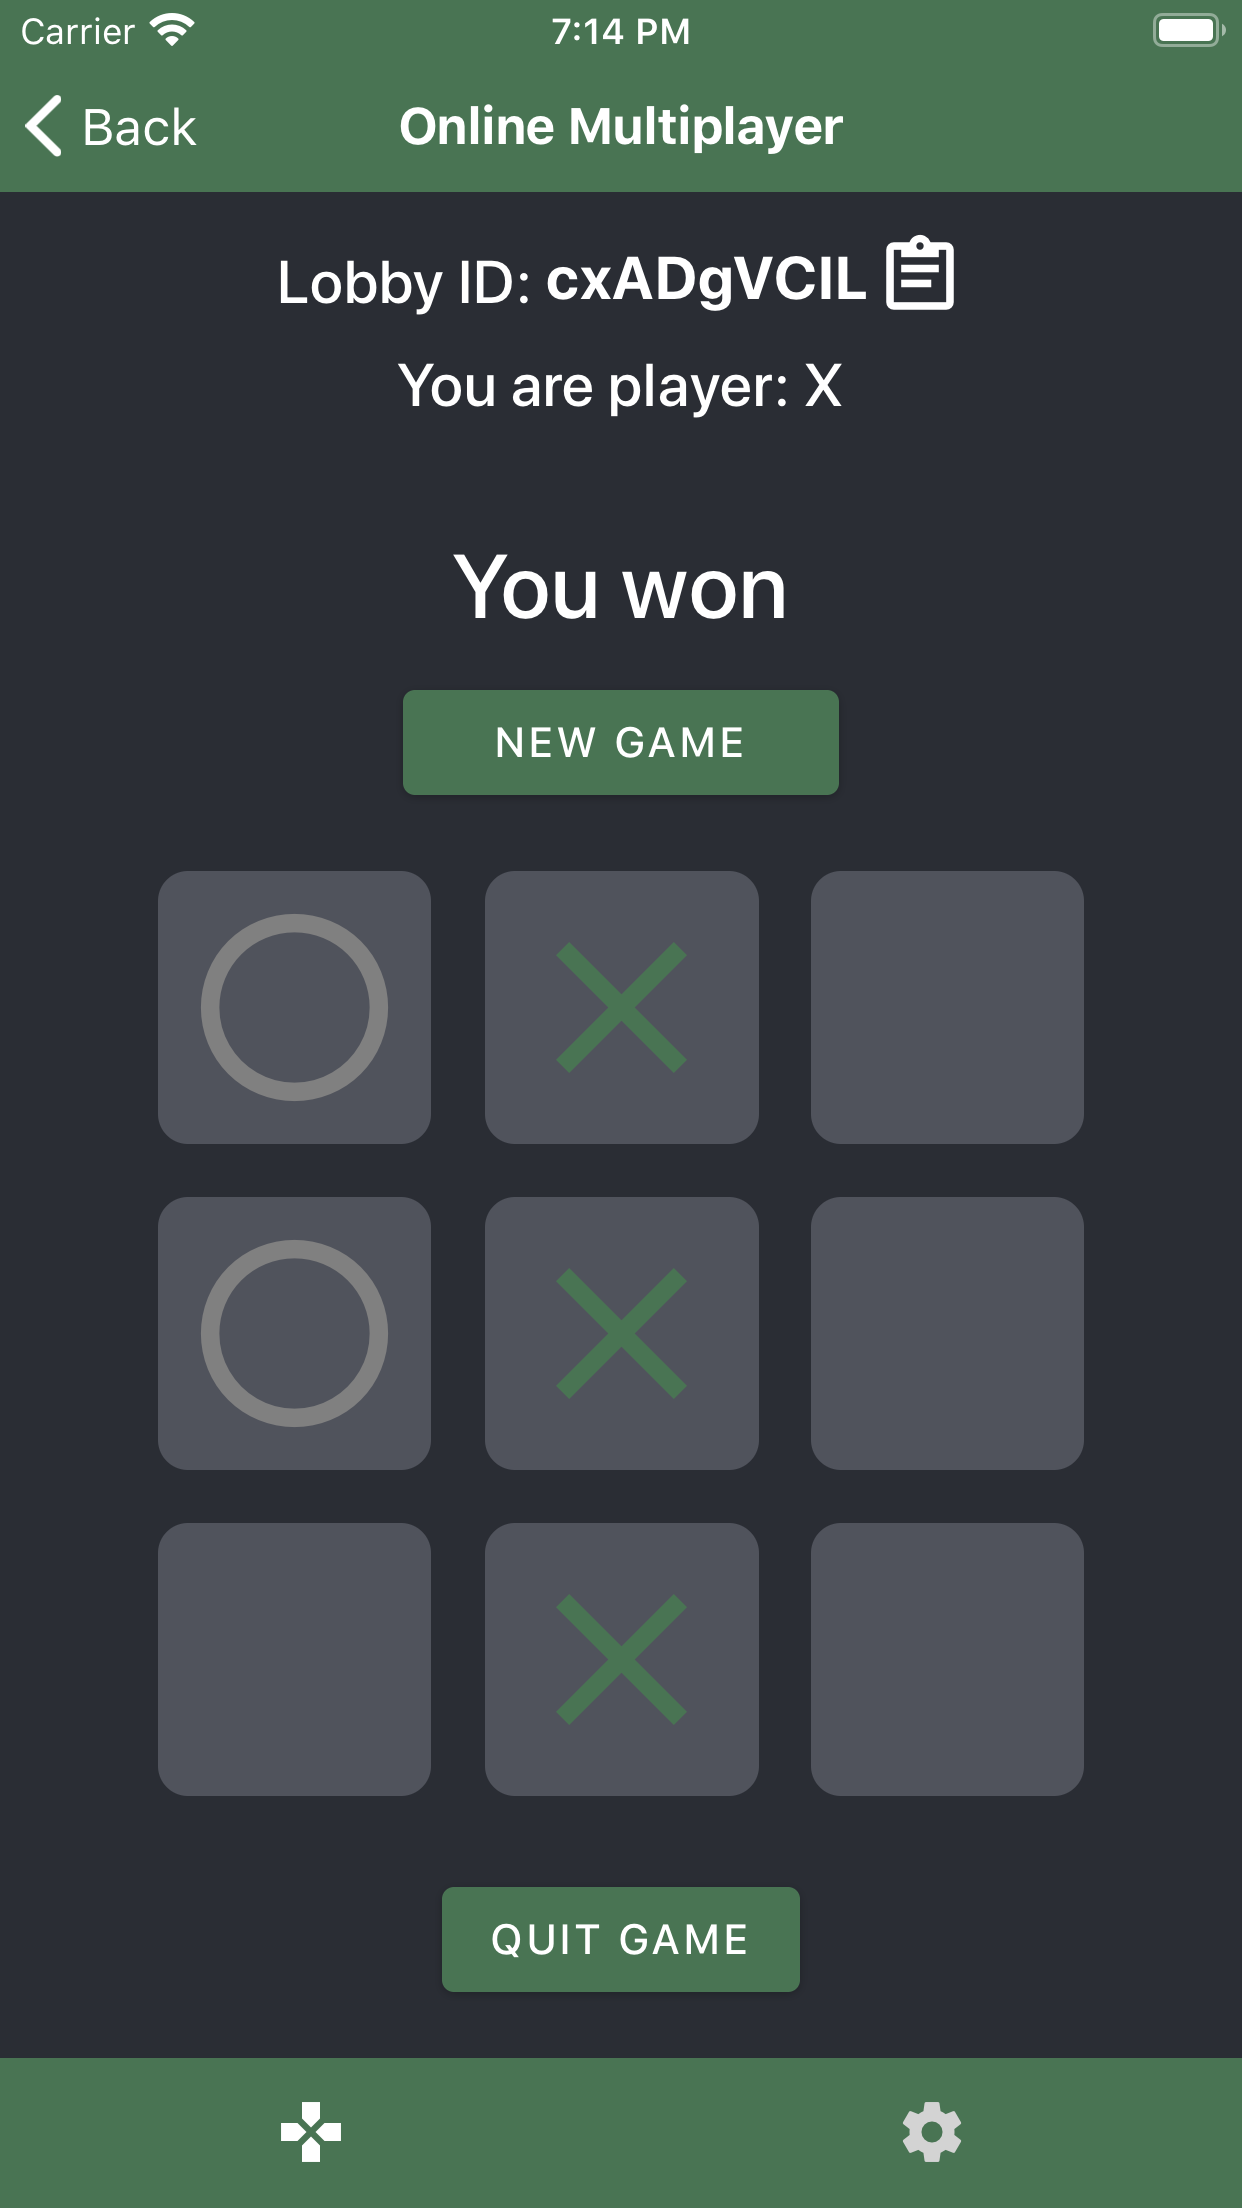 Carrier 7:14 PM
Back Online Multiplayer
Lobby ID: cxADgVCIL
You are player: X
You won
NEW GAME
QUIT GAME